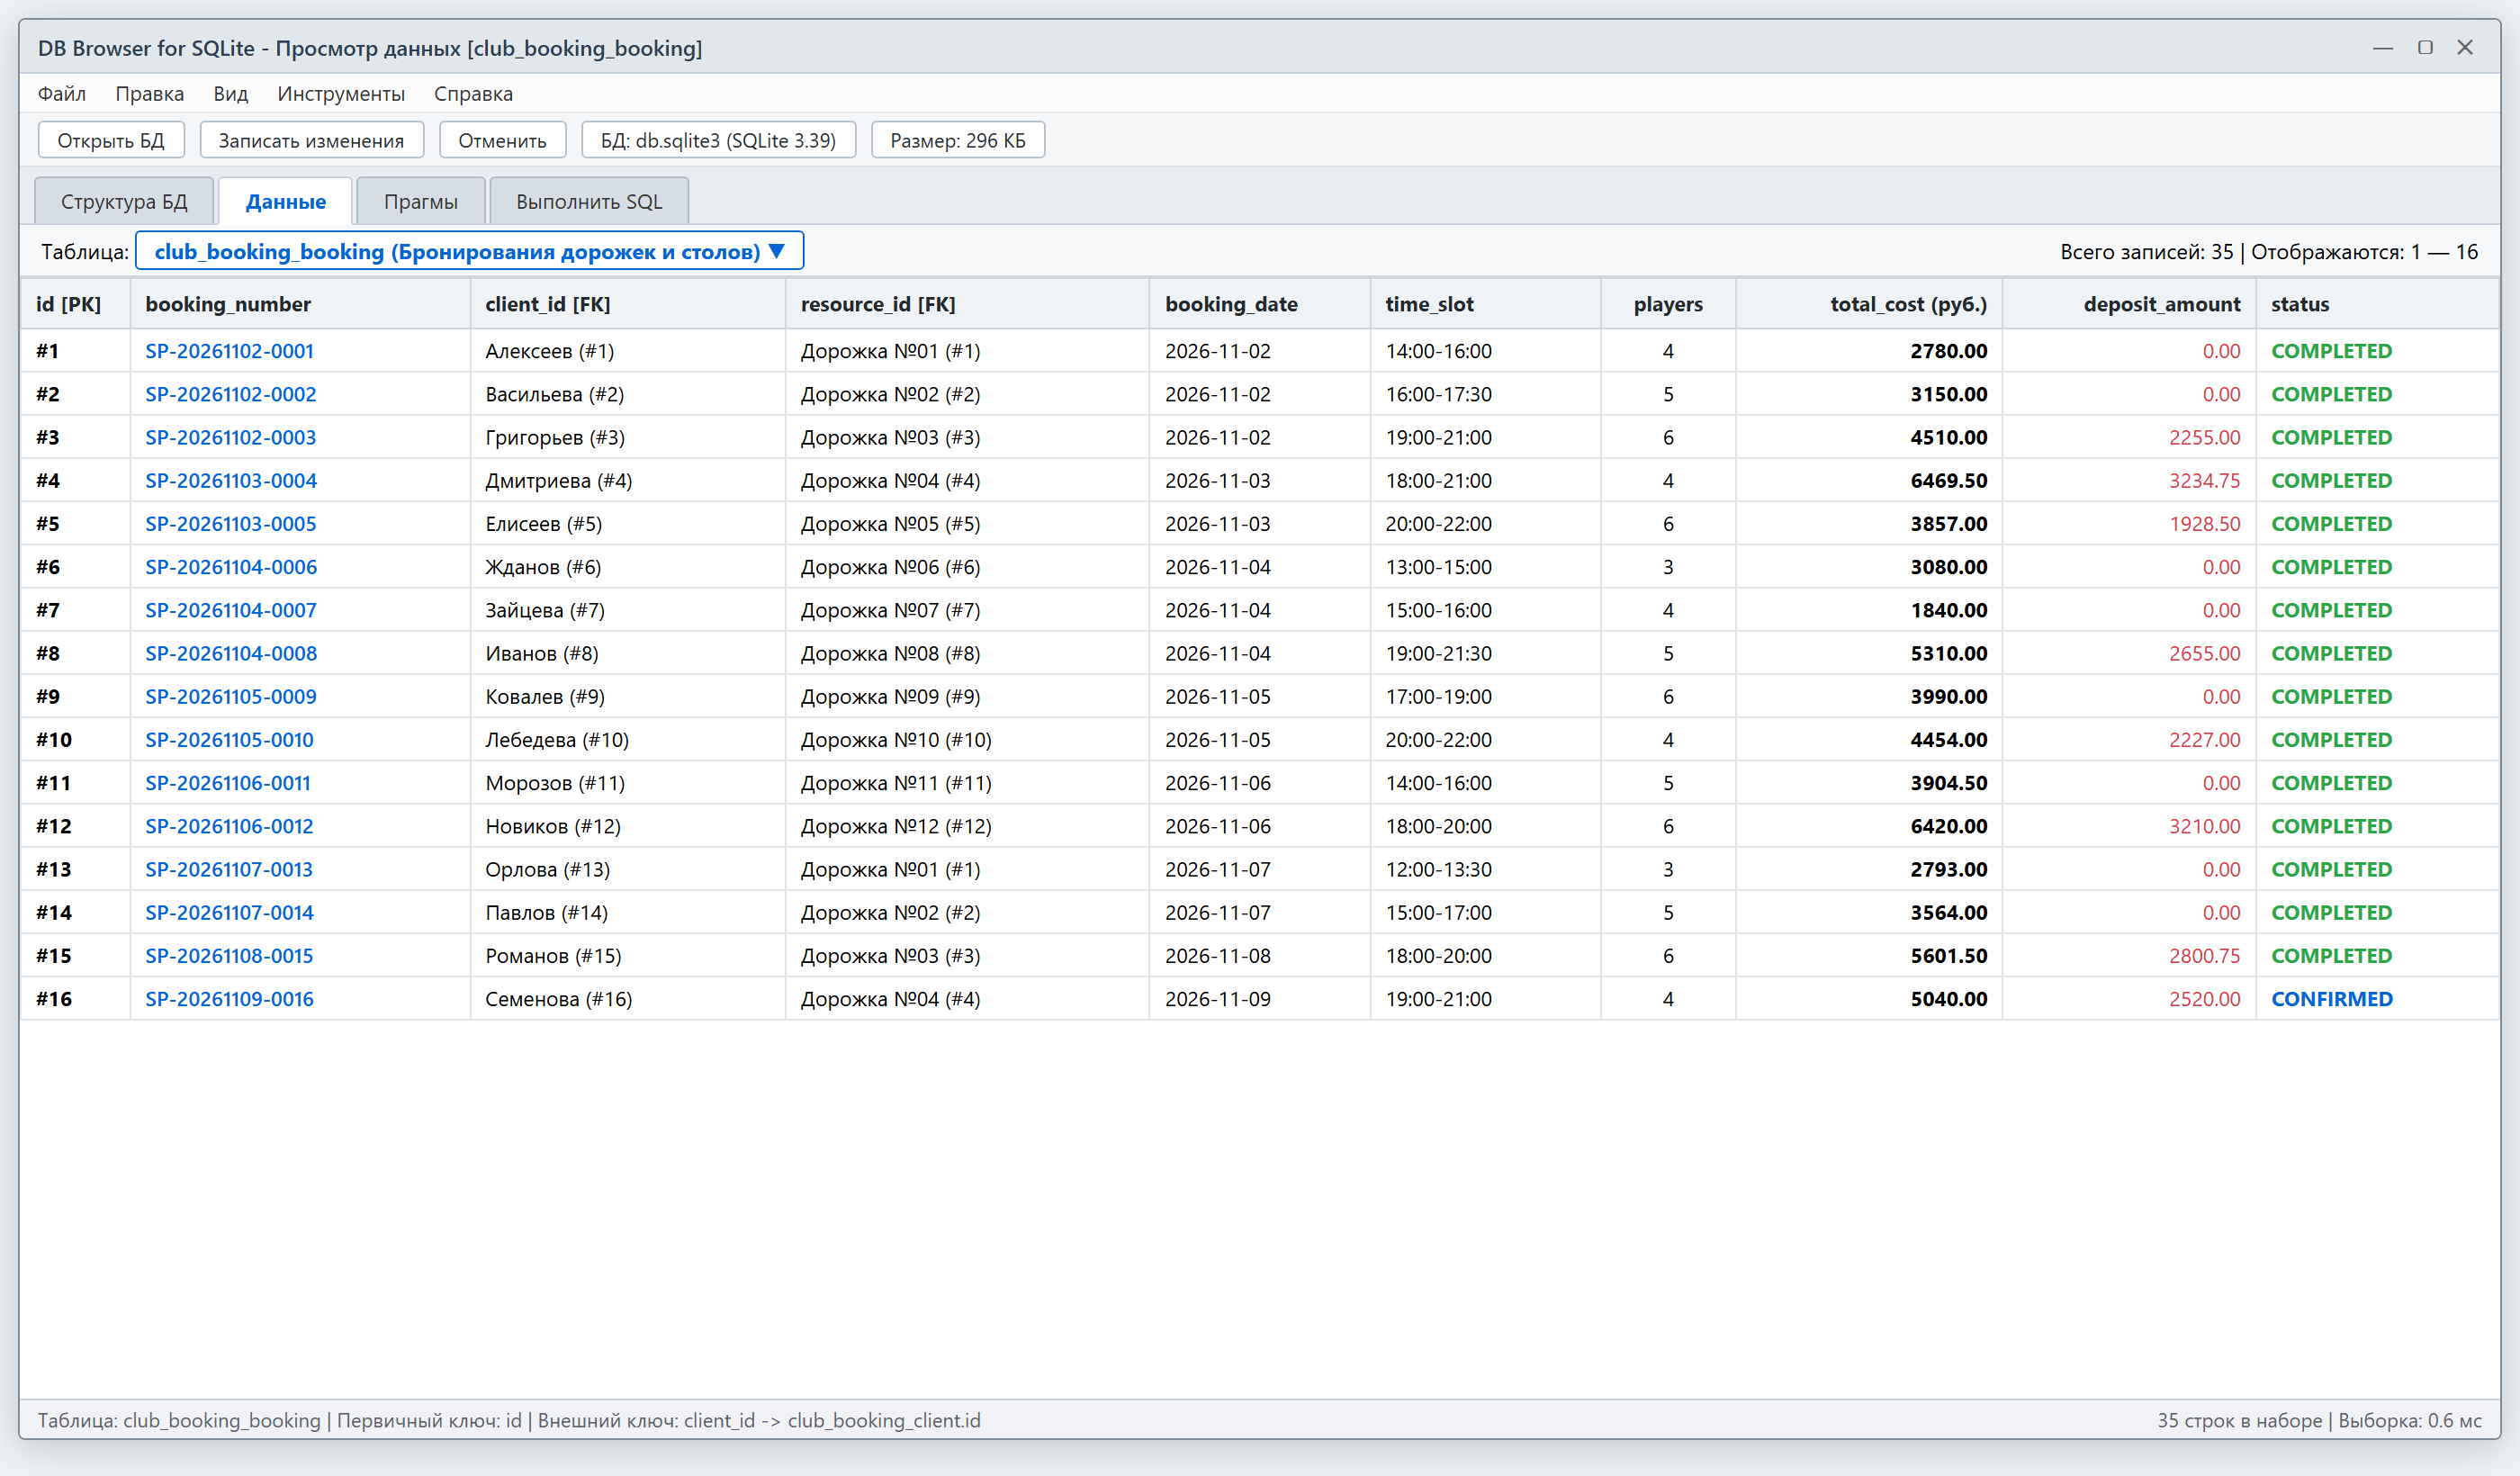 DB Browser for SQLite - Просмотр данных [club_booking_booking]
Файл Правка Вид Инструменты Справка
Открыть БД Записать изменения Отменить БД: db.sqlite3 (SQLite 3.39) Размер: 296 КБ
Структура БД Данные Прагмы Выполнить SQL
Таблица: club_booking_booking (Бронирования дорожек и столов) ▼ Всего записей: 35 | Отображаются: 1 — 16
id [PK] booking_number client_id [FK] resource_id [FK] booking_date time_slot players total_cost (руб.) deposit_amount status
#1 SP-20261102-0001 Алексеев (#1) Дорожка №01 (#1) 2026-11-02 14:00-16:00 4 2780.00 0.00 COMPLETED
#2 SP-20261102-0002 Васильева (#2) Дорожка №02 (#2) 2026-11-02 16:00-17:30 5 3150.00 0.00 COMPLETED
#3 SP-20261102-0003 Григорьев (#3) Дорожка №03 (#3) 2026-11-02 19:00-21:00 6 4510.00 2255.00 COMPLETED
#4 SP-20261103-0004 Дмитриева (#4) Дорожка №04 (#4) 2026-11-03 18:00-21:00 4 6469.50 3234.75 COMPLETED
#5 SP-20261103-0005 Елисеев (#5) Дорожка №05 (#5) 2026-11-03 20:00-22:00 6 3857.00 1928.50 COMPLETED
#6 SP-20261104-0006 Жданов (#6) Дорожка №06 (#6) 2026-11-04 13:00-15:00 3 3080.00 0.00 COMPLETED
#7 SP-20261104-0007 Зайцева (#7) Дорожка №07 (#7) 2026-11-04 15:00-16:00 4 1840.00 0.00 COMPLETED
#8 SP-20261104-0008 Иванов (#8) Дорожка №08 (#8) 2026-11-04 19:00-21:30 5 5310.00 2655.00 COMPLETED
#9 SP-20261105-0009 Ковалев (#9) Дорожка №09 (#9) 2026-11-05 17:00-19:00 6 3990.00 0.00 COMPLETED
#10 SP-20261105-0010 Лебедева (#10) Дорожка №10 (#10) 2026-11-05 20:00-22:00 4 4454.00 2227.00 COMPLETED
#11 SP-20261106-0011 Морозов (#11) Дорожка №11 (#11) 2026-11-06 14:00-16:00 5 3904.50 0.00 COMPLETED
#12 SP-20261106-0012 Новиков (#12) Дорожка №12 (#12) 2026-11-06 18:00-20:00 6 6420.00 3210.00 COMPLETED
#13 SP-20261107-0013 Орлова (#13) Дорожка №01 (#1) 2026-11-07 12:00-13:30 3 2793.00 0.00 COMPLETED
#14 SP-20261107-0014 Павлов (#14) Дорожка №02 (#2) 2026-11-07 15:00-17:00 5 3564.00 0.00 COMPLETED
#15 SP-20261108-0015 Романов (#15) Дорожка №03 (#3) 2026-11-08 18:00-20:00 6 5601.50 2800.75 COMPLETED
#16 SP-20261109-0016 Семенова (#16) Дорожка №04 (#4) 2026-11-09 19:00-21:00 4 5040.00 2520.00 CONFIRMED
Таблица: club_booking_booking | Первичный ключ: id | Внешний ключ: client_id -> club_booking_client.id 35 строк в наборе | Выборка: 0.6 мс